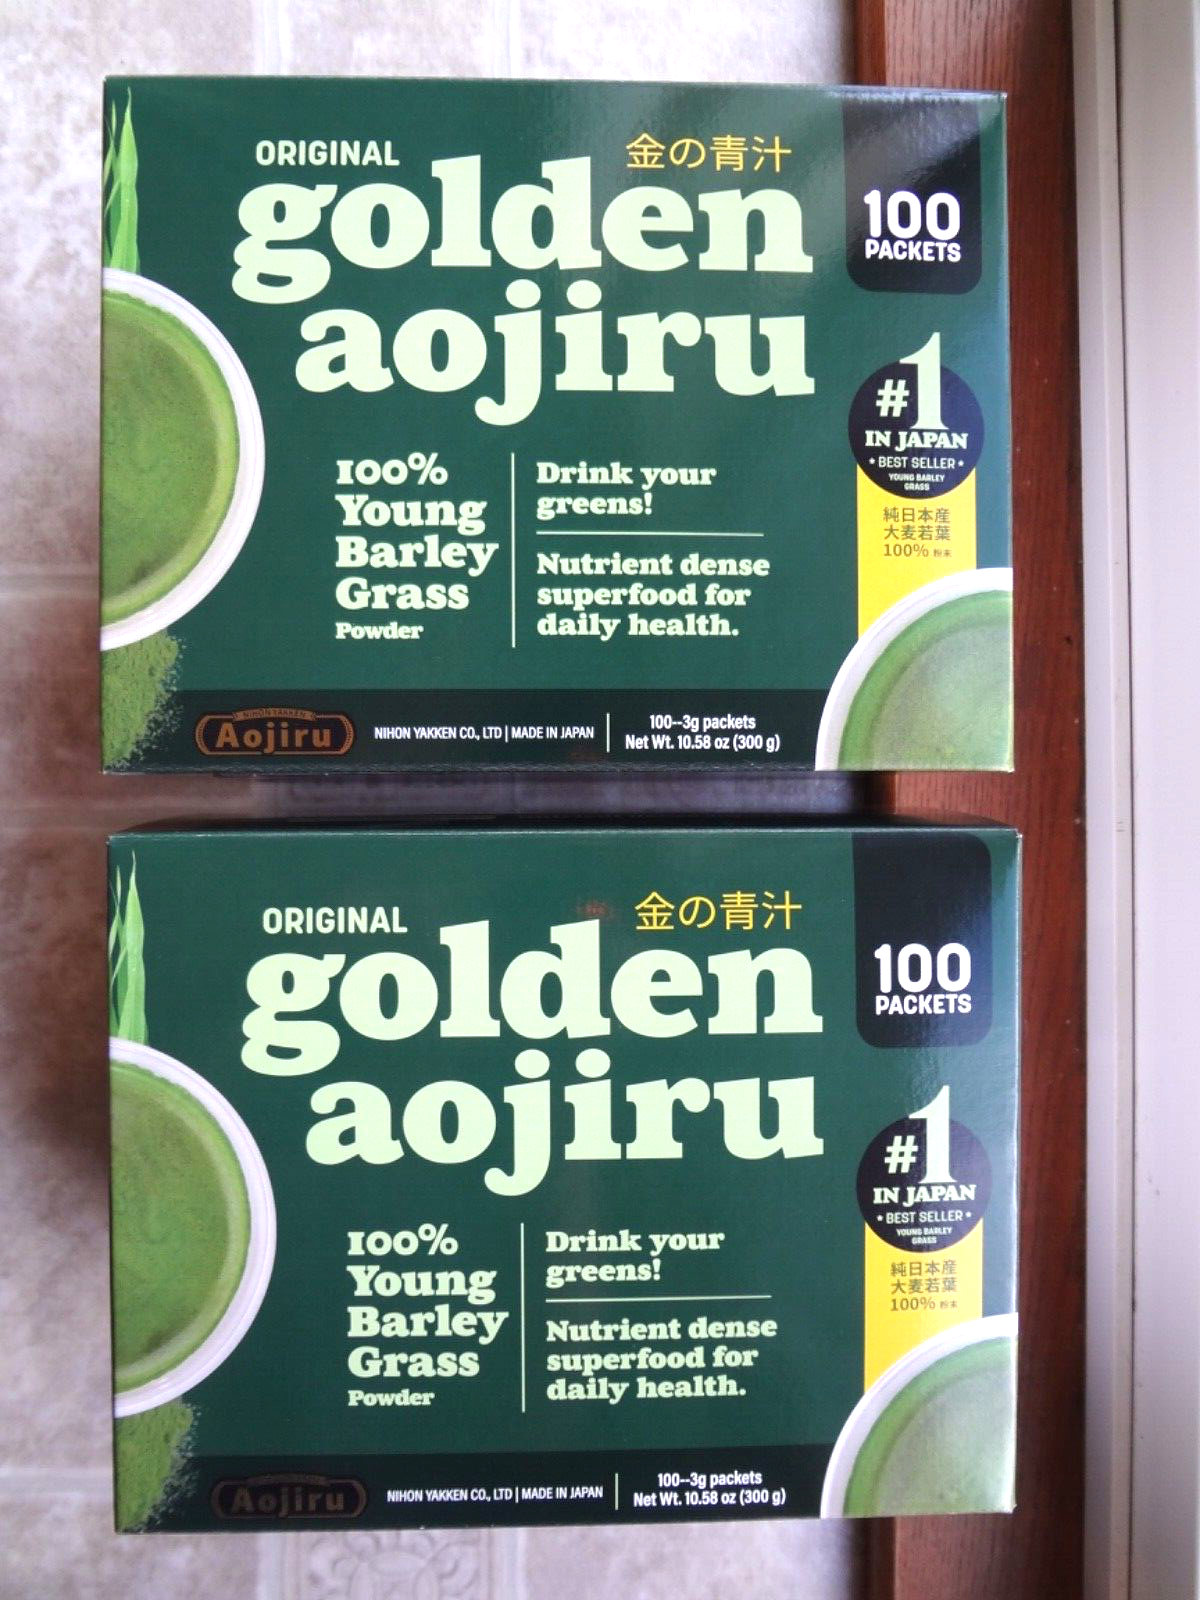 ORIGINAL
金の青汁
golden
aojiru
100
PACKETS
#1
IN JAPAN
* BEST SELLER *
YOUNG BARLEY
GRASS
純日本産
大麦若葉
100% 粉末
100%
Young
Barley
Grass
Powder
Drink your
greens!
Nutrient dense
superfood for
daily health.
NIHON YAKKEN
Aojiru
NIHON YAKKEN CO., LTD | MADE IN JAPAN
100--3g packets
Net Wt. 10.58 oz (300 g)
ORIGINAL
金の青汁
golden
aojiru
100
PACKETS
#1
IN JAPAN
* BEST SELLER *
YOUNG BARLEY
GRASS
純日本産
大麦若葉
100% 粉末
100%
Young
Barley
Grass
Powder
Drink your
greens!
Nutrient dense
superfood for
daily health.
Aojiru
NIHON YAKKEN CO., LTD | MADE IN JAPAN
100--3g packets
Net Wt. 10.58 oz (300 g)